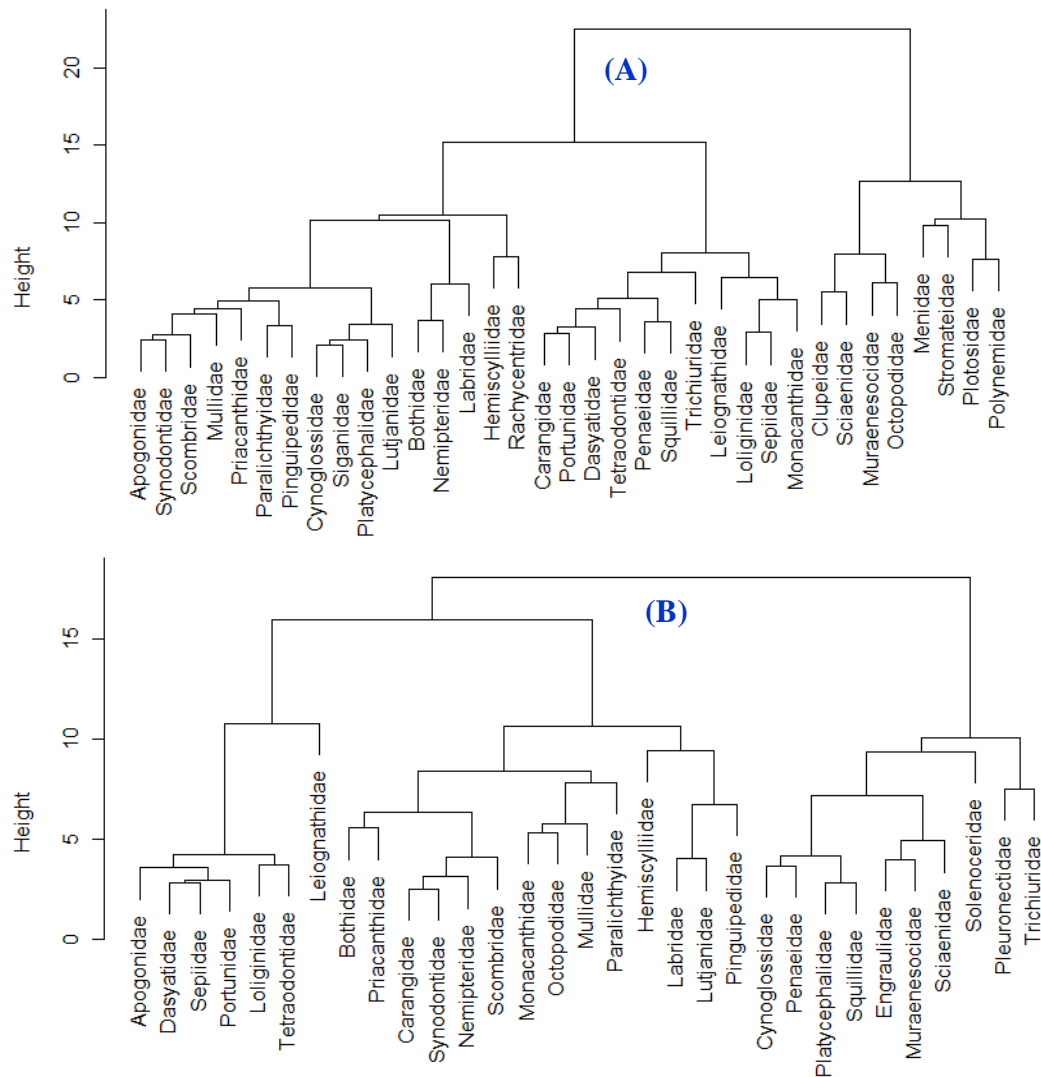 (A)
Height
20
15
10
5
0
Apogonidae
Synodontidae
Scombridae
Mullidae
Priacanthidae
Paralichthyidae
Pinguipedidae
Cynoglossidae
Siganidae
Platycephalidae
Lutjanidae
Bothidae
Nemipteridae
Labridae
Hemiscylliidae
Rachycentridae
Carangidae
Portunidae
Dasyatidae
Tetraodontidae
Penaeidae
Squillidae
Trichiuridae
Leiognathidae
Loliginidae
Sepiidae
Monacanthidae
Clupeidae
Sciaenidae
Muraenesocidae
Octopodidae
Menidae
Stromateidae
Plotosidae
Polynemidae
(B)
Height
15
10
5
0
Apogonidae
Dasyatidae
Sepiidae
Portunidae
Loliginidae
Tetraodontidae
Leiognathidae
Bothidae
Priacanthidae
Carangidae
Synodontidae
Nemipteridae
Scombridae
Monacanthidae
Octopodidae
Mullidae
Paralichthyidae
Hemiscylliidae
Labridae
Lutjanidae
Pinguipedidae
Cynoglossidae
Penaeidae
Platycephalidae
Squillidae
Engraulidae
Muraenesocidae
Sciaenidae
Solenoceridae
Pleuronectidae
Trichiuridae